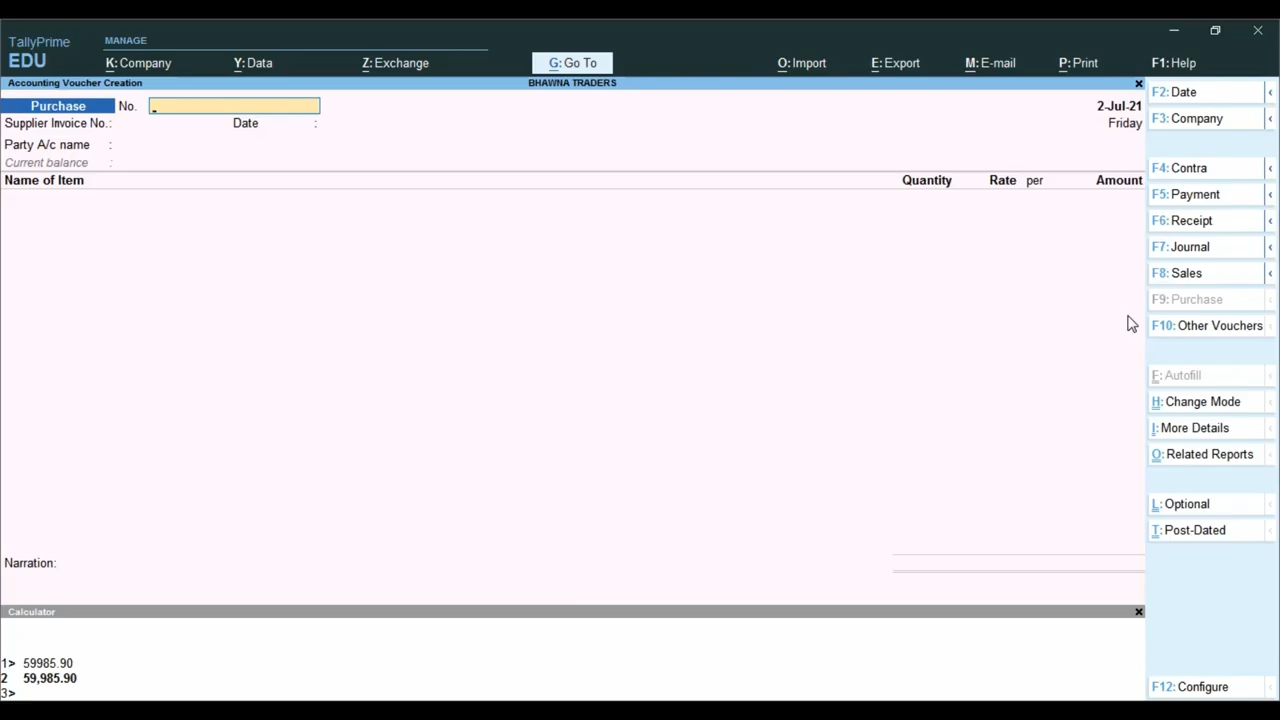 TallyPrime
EDU
MANAGE
K: Company
Y: Data
Z: Exchange
G: Go To
O: Import
E: Export
M: E-mail
P: Print
F1: Help
Accounting Voucher Creation
BHAWNA TRADERS
Purchase No.
2-Jul-21
Supplier Invoice No.:
Date :
Friday
Party A/c name :
Current balance :
Name of Item
Quantity
Rate per
Amount
Narration:
F2: Date
F3: Company
F4: Contra
F5: Payment
F6: Receipt
F7: Journal
F8: Sales
F9: Purchase
F10: Other Vouchers
F: Autofill
H: Change Mode
I: More Details
O: Related Reports
L: Optional
T: Post-Dated
F12: Configure
Calculator
1> 59985.90
2 59,985.90
3>